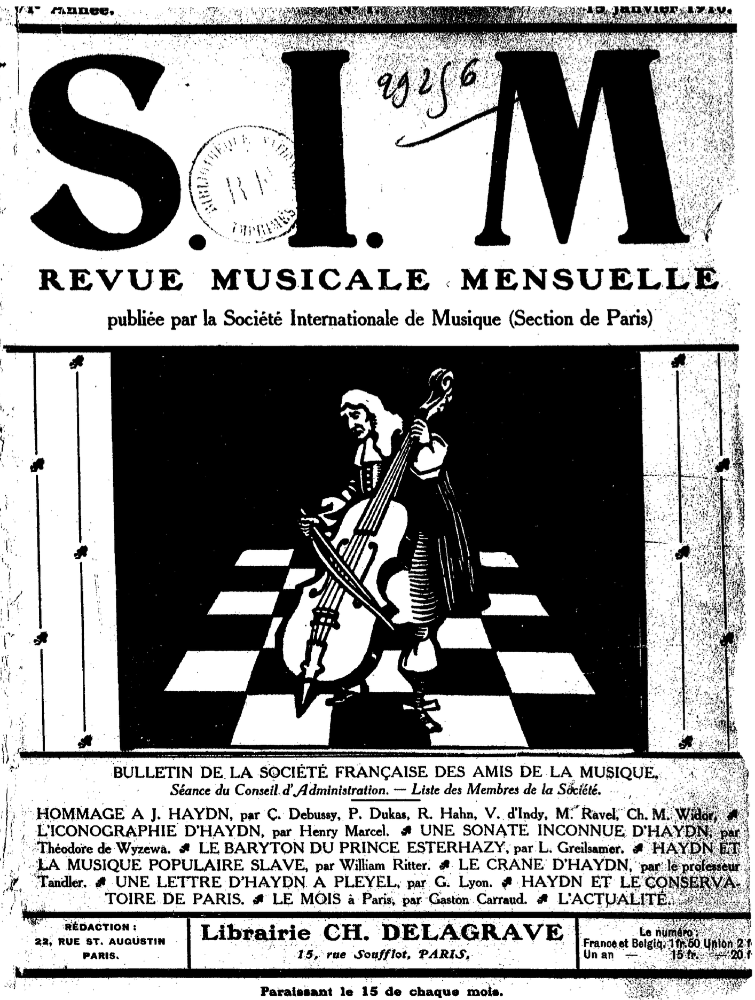 Année. No 1. 15 janvier 1910.
S. I. M
99256
BIBLIOTHÈQUE NATIONALE
R F
IMPRIMÉS
REVUE MUSICALE MENSUELLE
publiée par la Société Internationale de Musique (Section de Paris)
BULLETIN DE LA SOCIÉTÉ FRANÇAISE DES AMIS DE LA MUSIQUE.
Séance du Conseil d'Administration. — Liste des Membres de la Société.
HOMMAGE A J. HAYDN, par C. Debussy, P. Dukas, R. Hahn, V. d'Indy, M. Ravel, Ch. M. Widor,
L'ICONOGRAPHIE D'HAYDN, par Henry Marcel. UNE SONATE INCONNUE D'HAYDN, par
Théodore de Wyzewa. LE BARYTON DU PRINCE ESTERHAZY, par L. Greilsamer. HAYDN ET
LA MUSIQUE POPULAIRE SLAVE, par William Ritter. LE CRANE D'HAYDN, par le professeur
Tandler. UNE LETTRE D'HAYDN A PLEYEL, par G. Lyon. HAYDN ET LE CONSERVA-
TOIRE DE PARIS. LE MOIS à Paris, par Gaston Carraud. L'ACTUALITÉ.
RÉDACTION :
22, RUE ST. AUGUSTIN
PARIS.
Librairie CH. DELAGRAVE
15, rue Soufflot, PARIS,
Le numéro :
France et Belgiq. 1 fr. 50 Union 2 f
Un an — 15 fr. — 20 f
Paraissant le 15 de chaque mois.